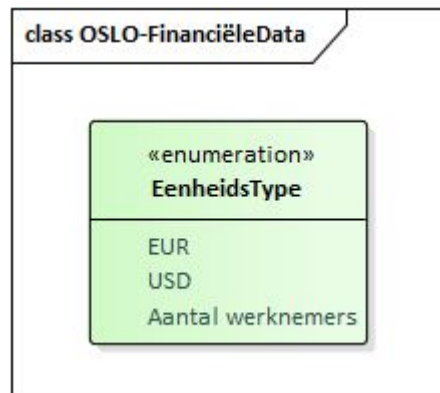 class OSLO-FinanciëleData
«enumeration»
EenheidsType
EUR
USD
Aantal werknemers